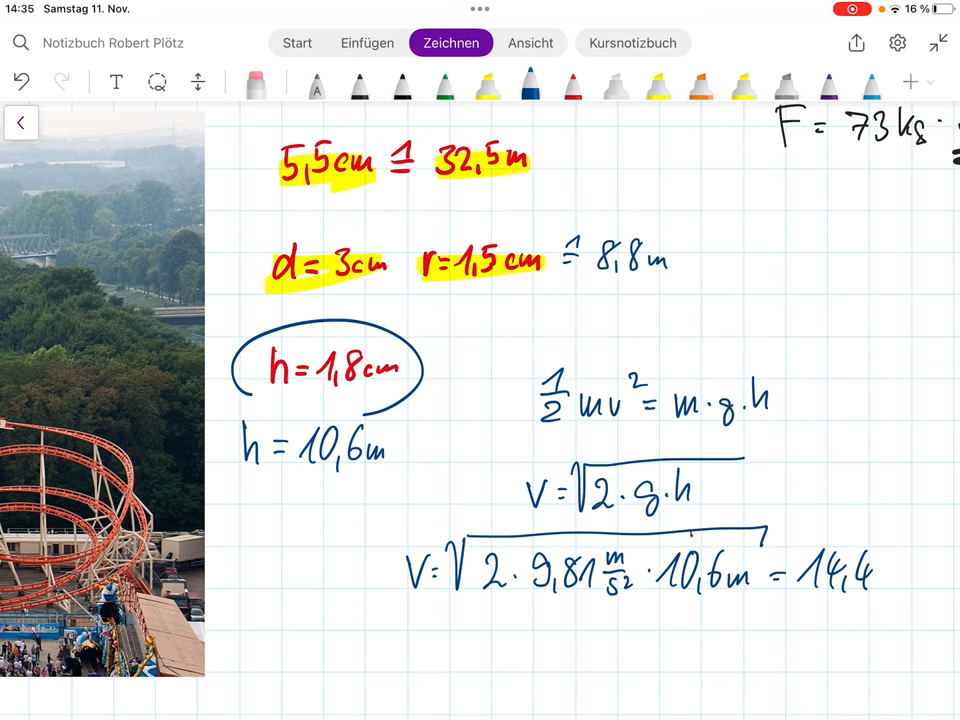 14:35 Samstag 11. Nov. 16 %
Notizbuch Robert Plötz Start Einfügen Zeichnen Ansicht Kursnotizbuch
T A
F = 73 kg ·
5,5 cm ≙ 32,5 m
d = 3 cm r = 1,5 cm ≙ 8,8 m
h = 1,8 cm
h = 10,6 m
1/2 mv² = m · g · h
v = √2 · g · h
v = √2 · 9,81 m/s² · 10,6 m = 14,4